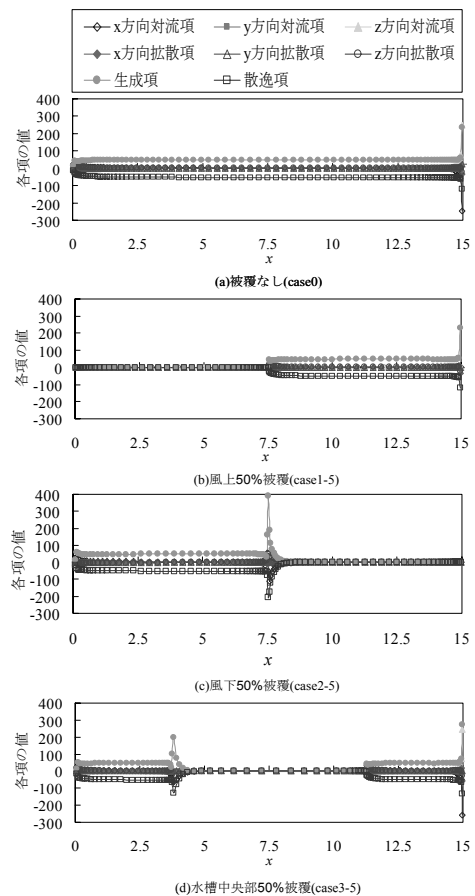 x方向対流項 y方向対流項 z方向対流項
x方向拡散項 y方向拡散項 z方向拡散項
生成項 散逸項
各項の値
400
300
200
100
0
-100
-200
-300
0 2.5 5 7.5 10 12.5 15
x
(a)被覆なし(case0)
各項の値
400
300
200
100
0
-100
-200
-300
0 2.5 5 7.5 10 12.5 15
x
(b)風上50%被覆(case1-5)
各項の値
400
300
200
100
0
-100
-200
-300
0 2.5 5 7.5 10 12.5 15
x
(c)風下50%被覆(case2-5)
各項の値
400
300
200
100
0
-100
-200
-300
0 2.5 5 7.5 10 12.5 15
x
(d)水槽中央部50%被覆(case3-5)